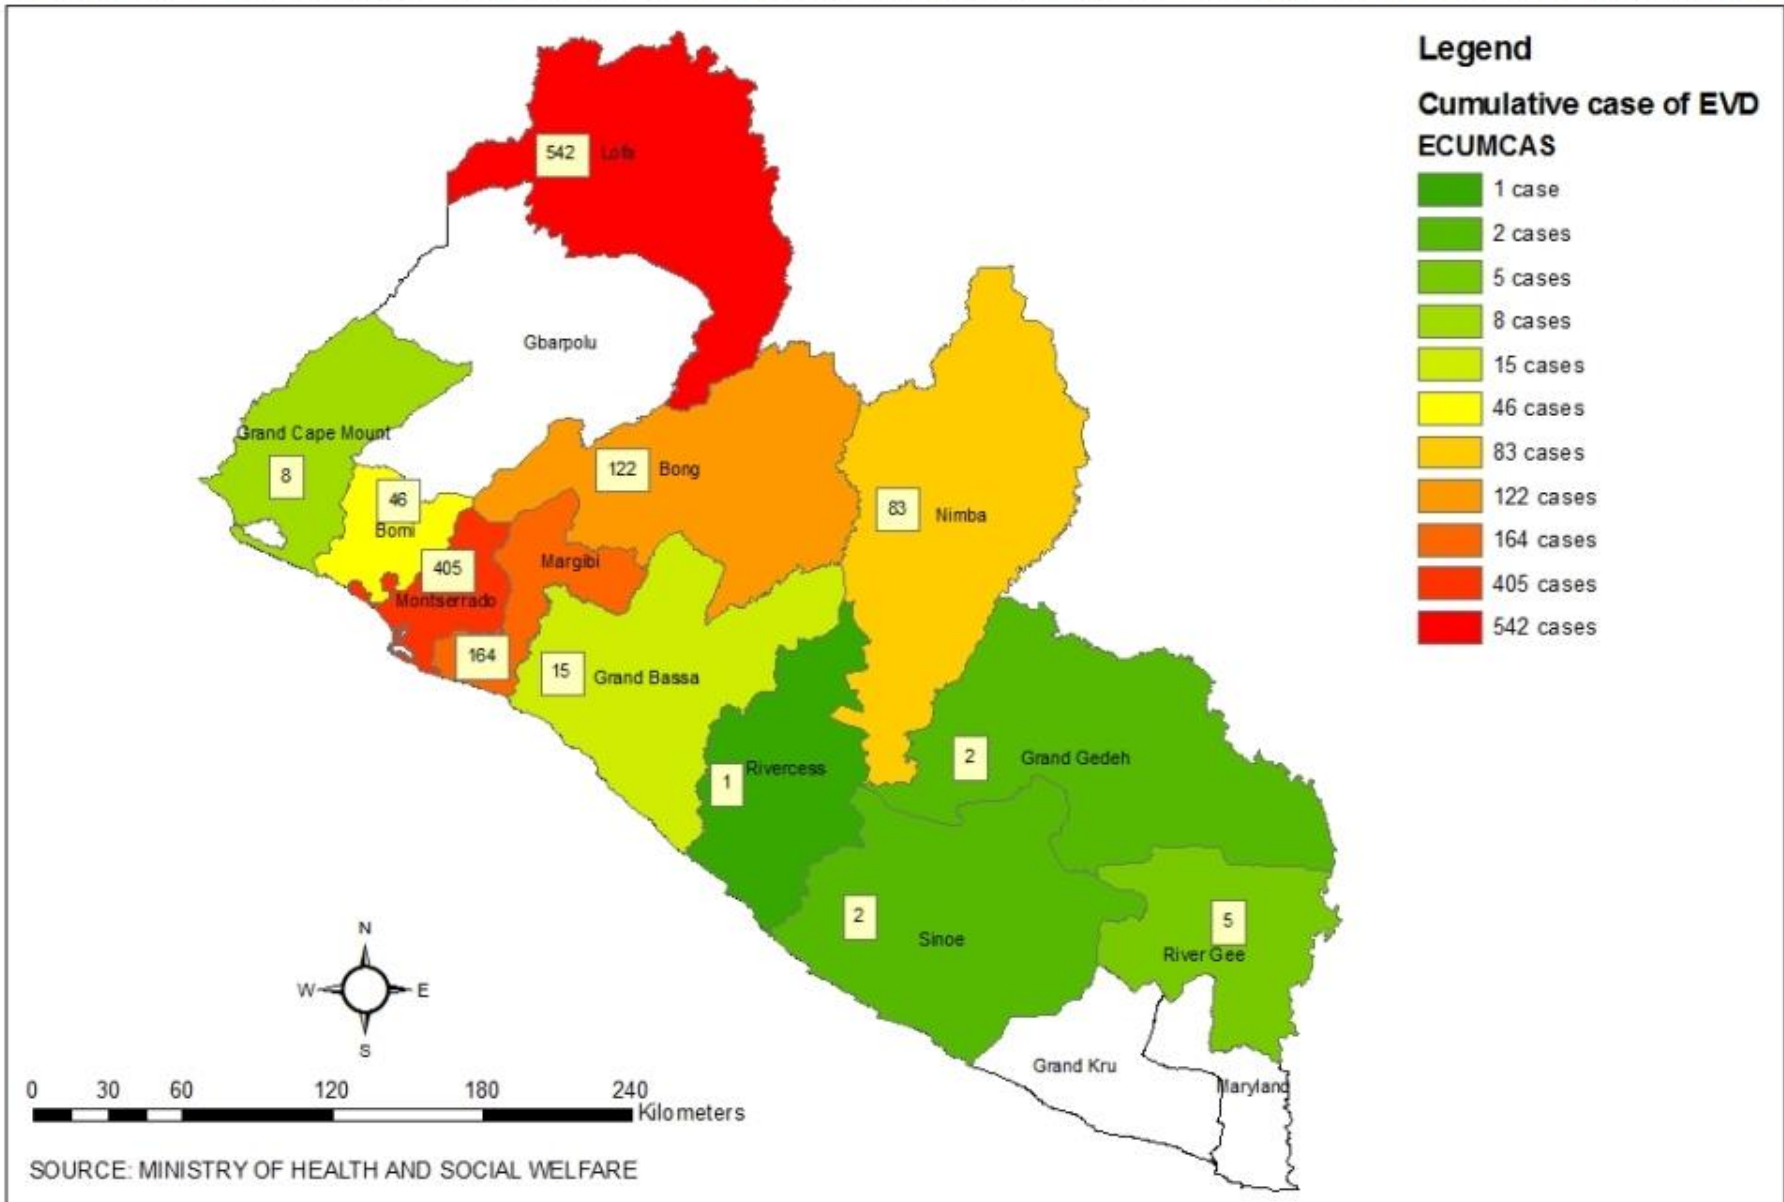 Legend
Cumulative case of EVD
ECUMCAS
1 case
2 cases
5 cases
8 cases
15 cases
46 cases
83 cases
122 cases
164 cases
405 cases
542 cases
542 Lofa
Gbarpolu
Grand Cape Mount
8
122 Bong
46
Bomi
83 Nimba
405
Margibi
Montserrado
164
15 Grand Bassa
1 Rivercess
2 Grand Gedeh
2
Sinoe
5
River Gee
Grand Kru
Maryland
N
W E
S
0 30 60 120 180 240
Kilometers
SOURCE: MINISTRY OF HEALTH AND SOCIAL WELFARE